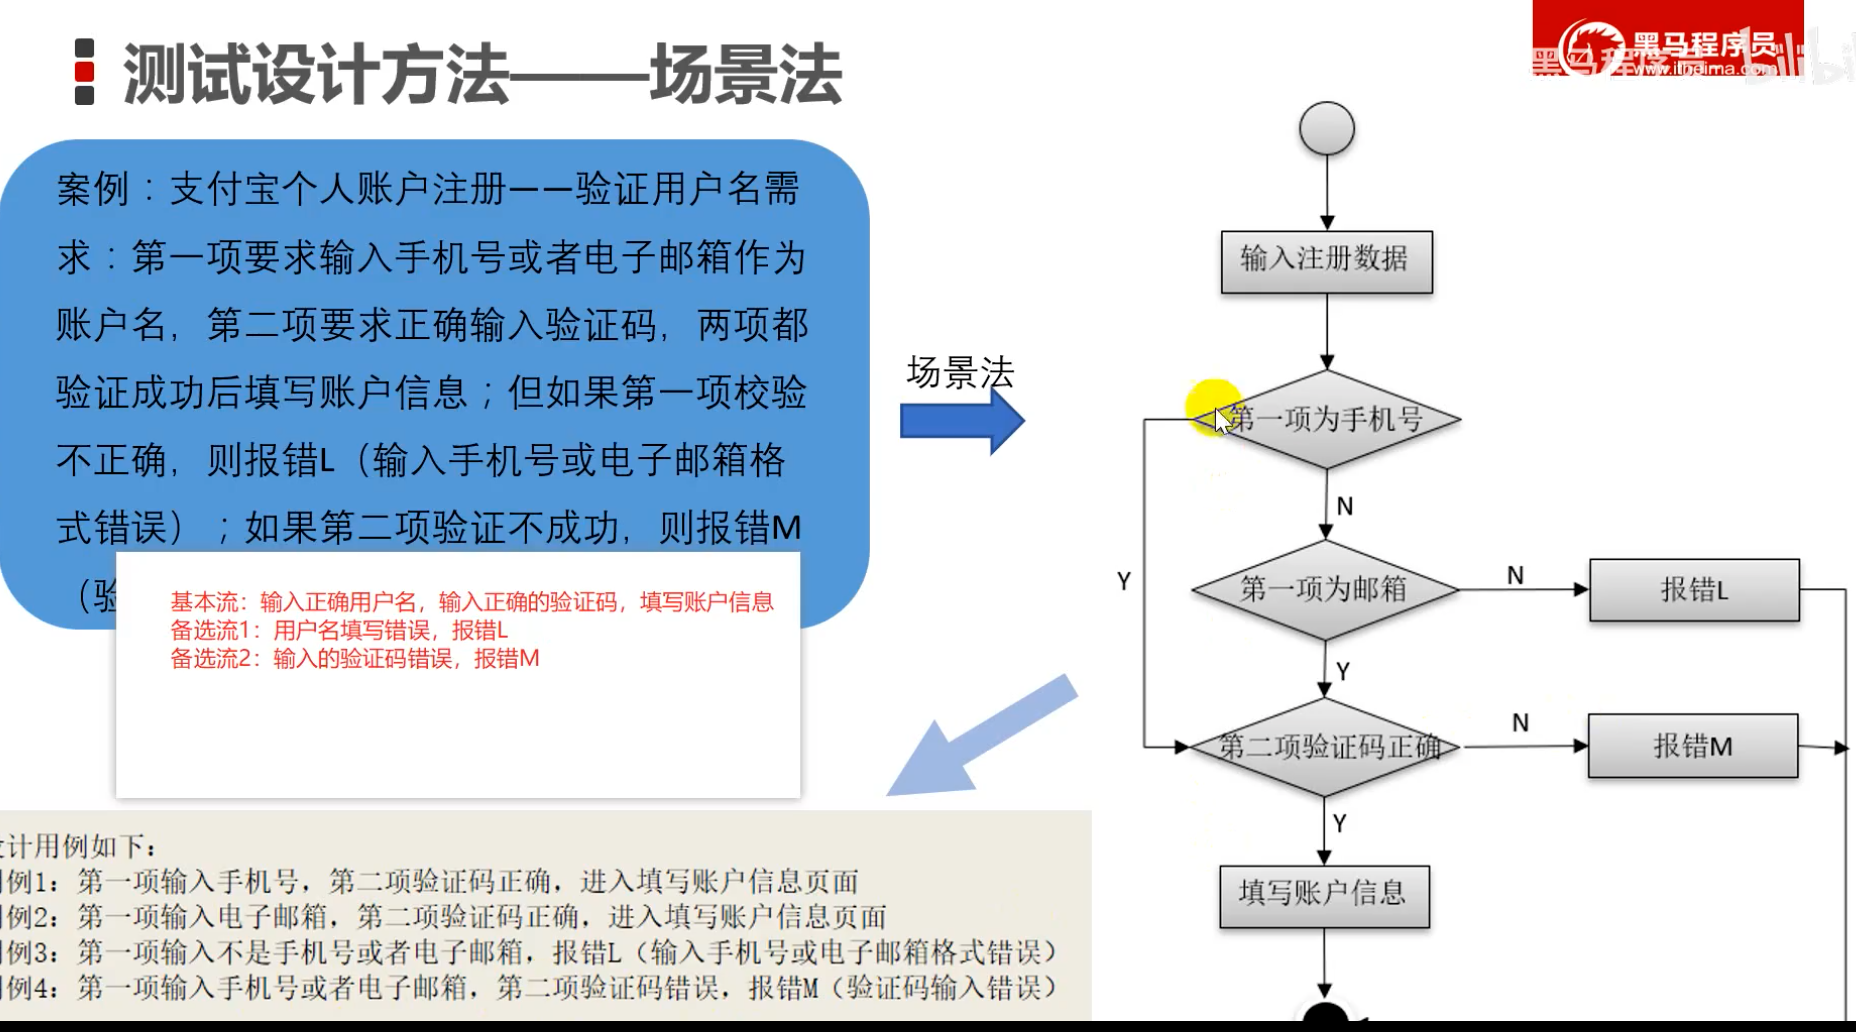 测试设计方法——场景法
黑马程序员
www.itheima.com
黑马程序员 bilibili
案例：支付宝个人账户注册——验证用户名需
求：第一项要求输入手机号或者电子邮箱作为
账户名，第二项要求正确输入验证码，两项都
验证成功后填写账户信息；但如果第一项校验
不正确，则报错L（输入手机号或电子邮箱格
式错误）；如果第二项验证不成功，则报错M
（验
基本流：输入正确用户名，输入正确的验证码，填写账户信息
备选流1：用户名填写错误，报错L
备选流2：输入的验证码错误，报错M
场景法
输入注册数据
第一项为手机号
N
Y
第一项为邮箱
N
报错L
Y
第二项验证码正确
N
报错M
Y
填写账户信息
设计用例如下：
用例1：第一项输入手机号，第二项验证码正确，进入填写账户信息页面
用例2：第一项输入电子邮箱，第二项验证码正确，进入填写账户信息页面
用例3：第一项输入不是手机号或者电子邮箱，报错L（输入手机号或电子邮箱格式错误）
用例4：第一项输入手机号或者电子邮箱，第二项验证码错误，报错M（验证码输入错误）